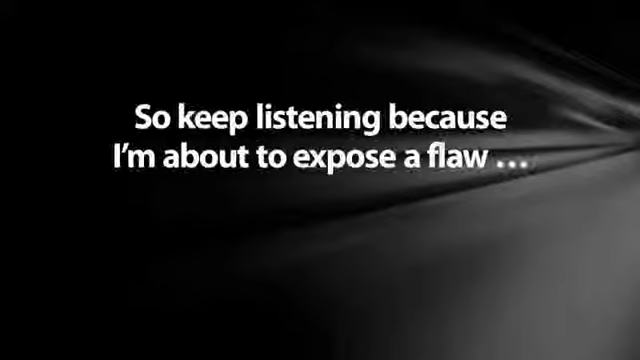 So keep listening because
I'm about to expose a flaw ...